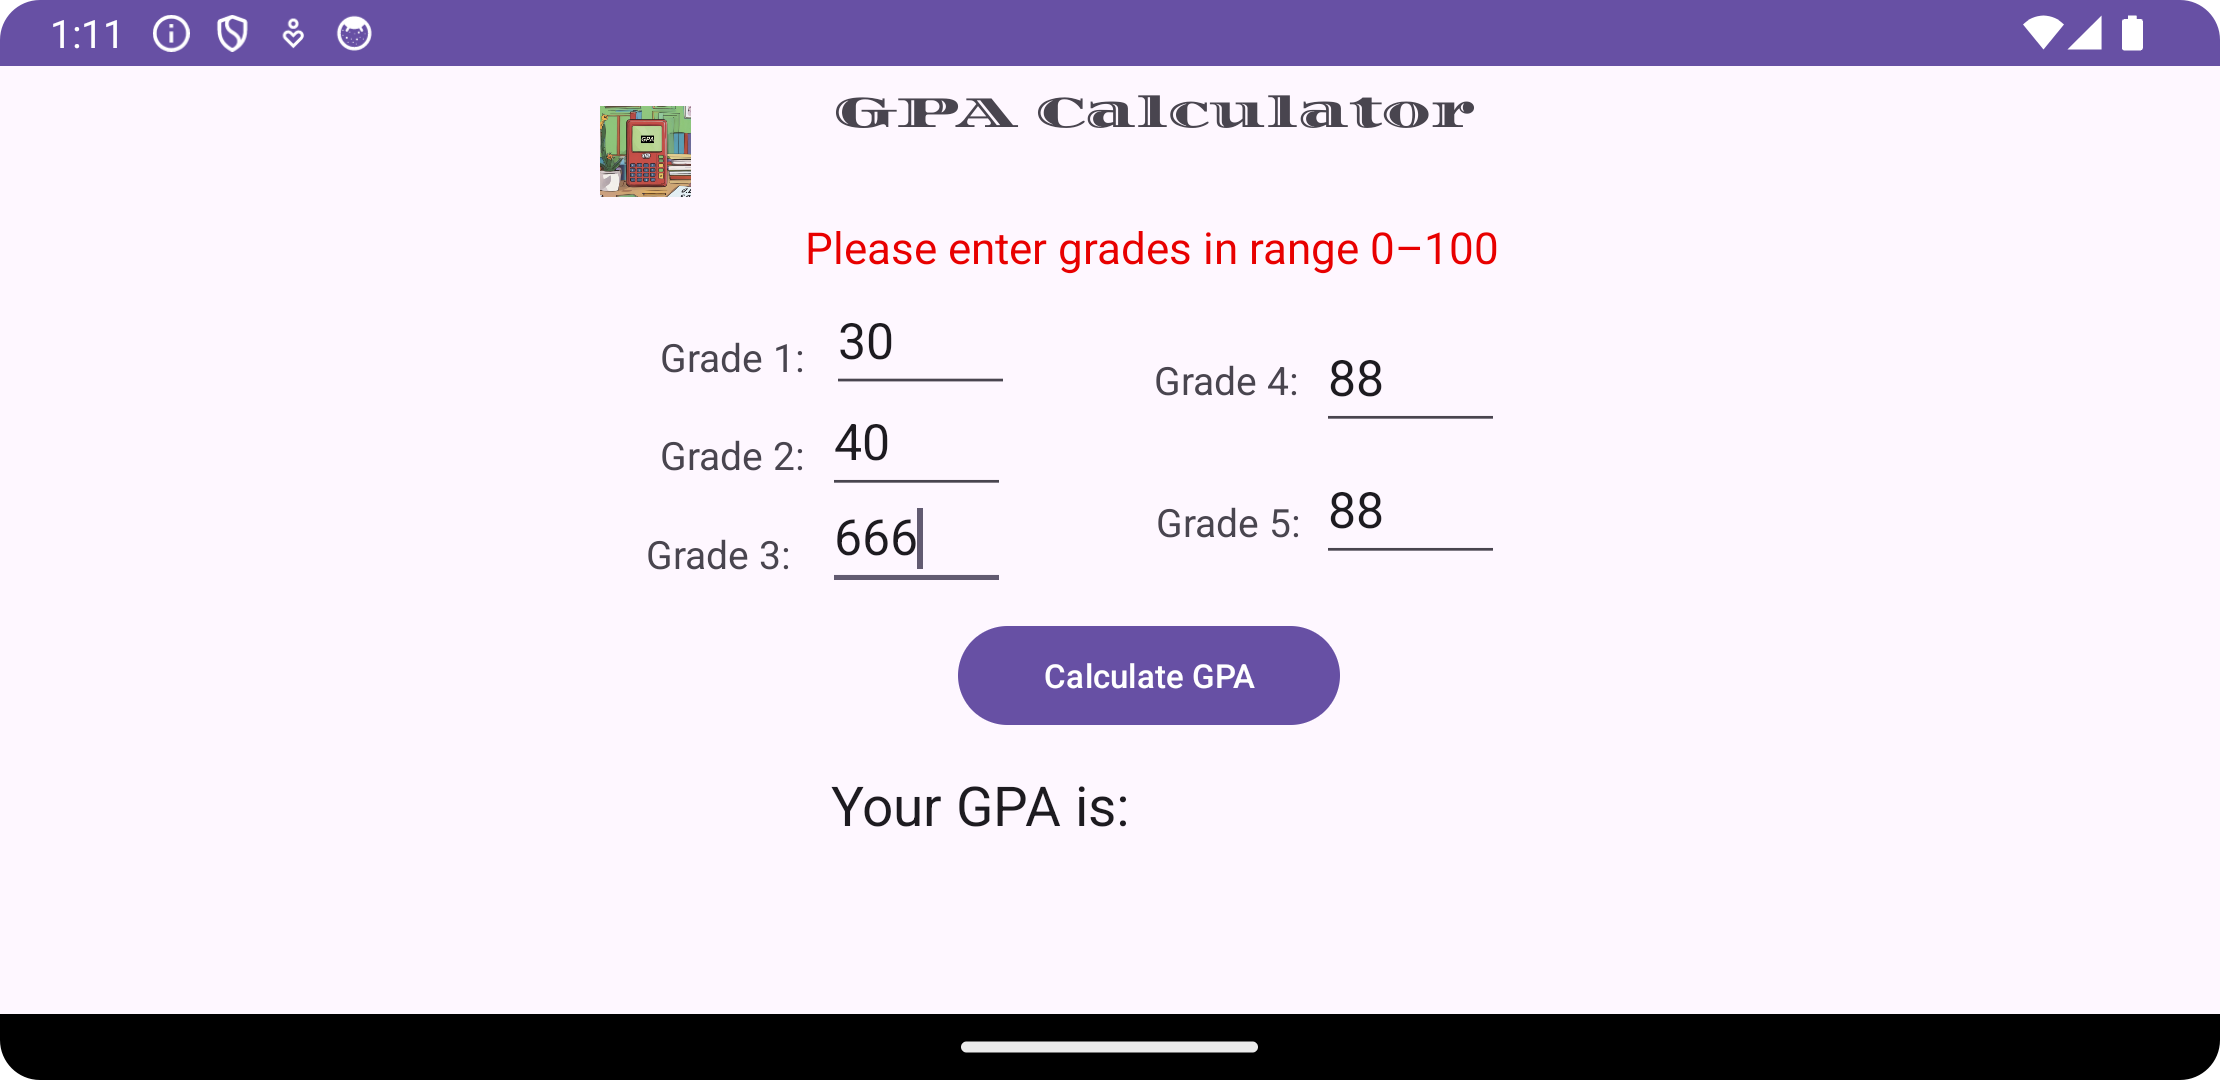 1:11
GPA Calculator
GPA
Please enter grades in range 0–100
Grade 1: 30
Grade 2: 40
Grade 3: 666
Grade 4: 88
Grade 5: 88
Calculate GPA
Your GPA is: